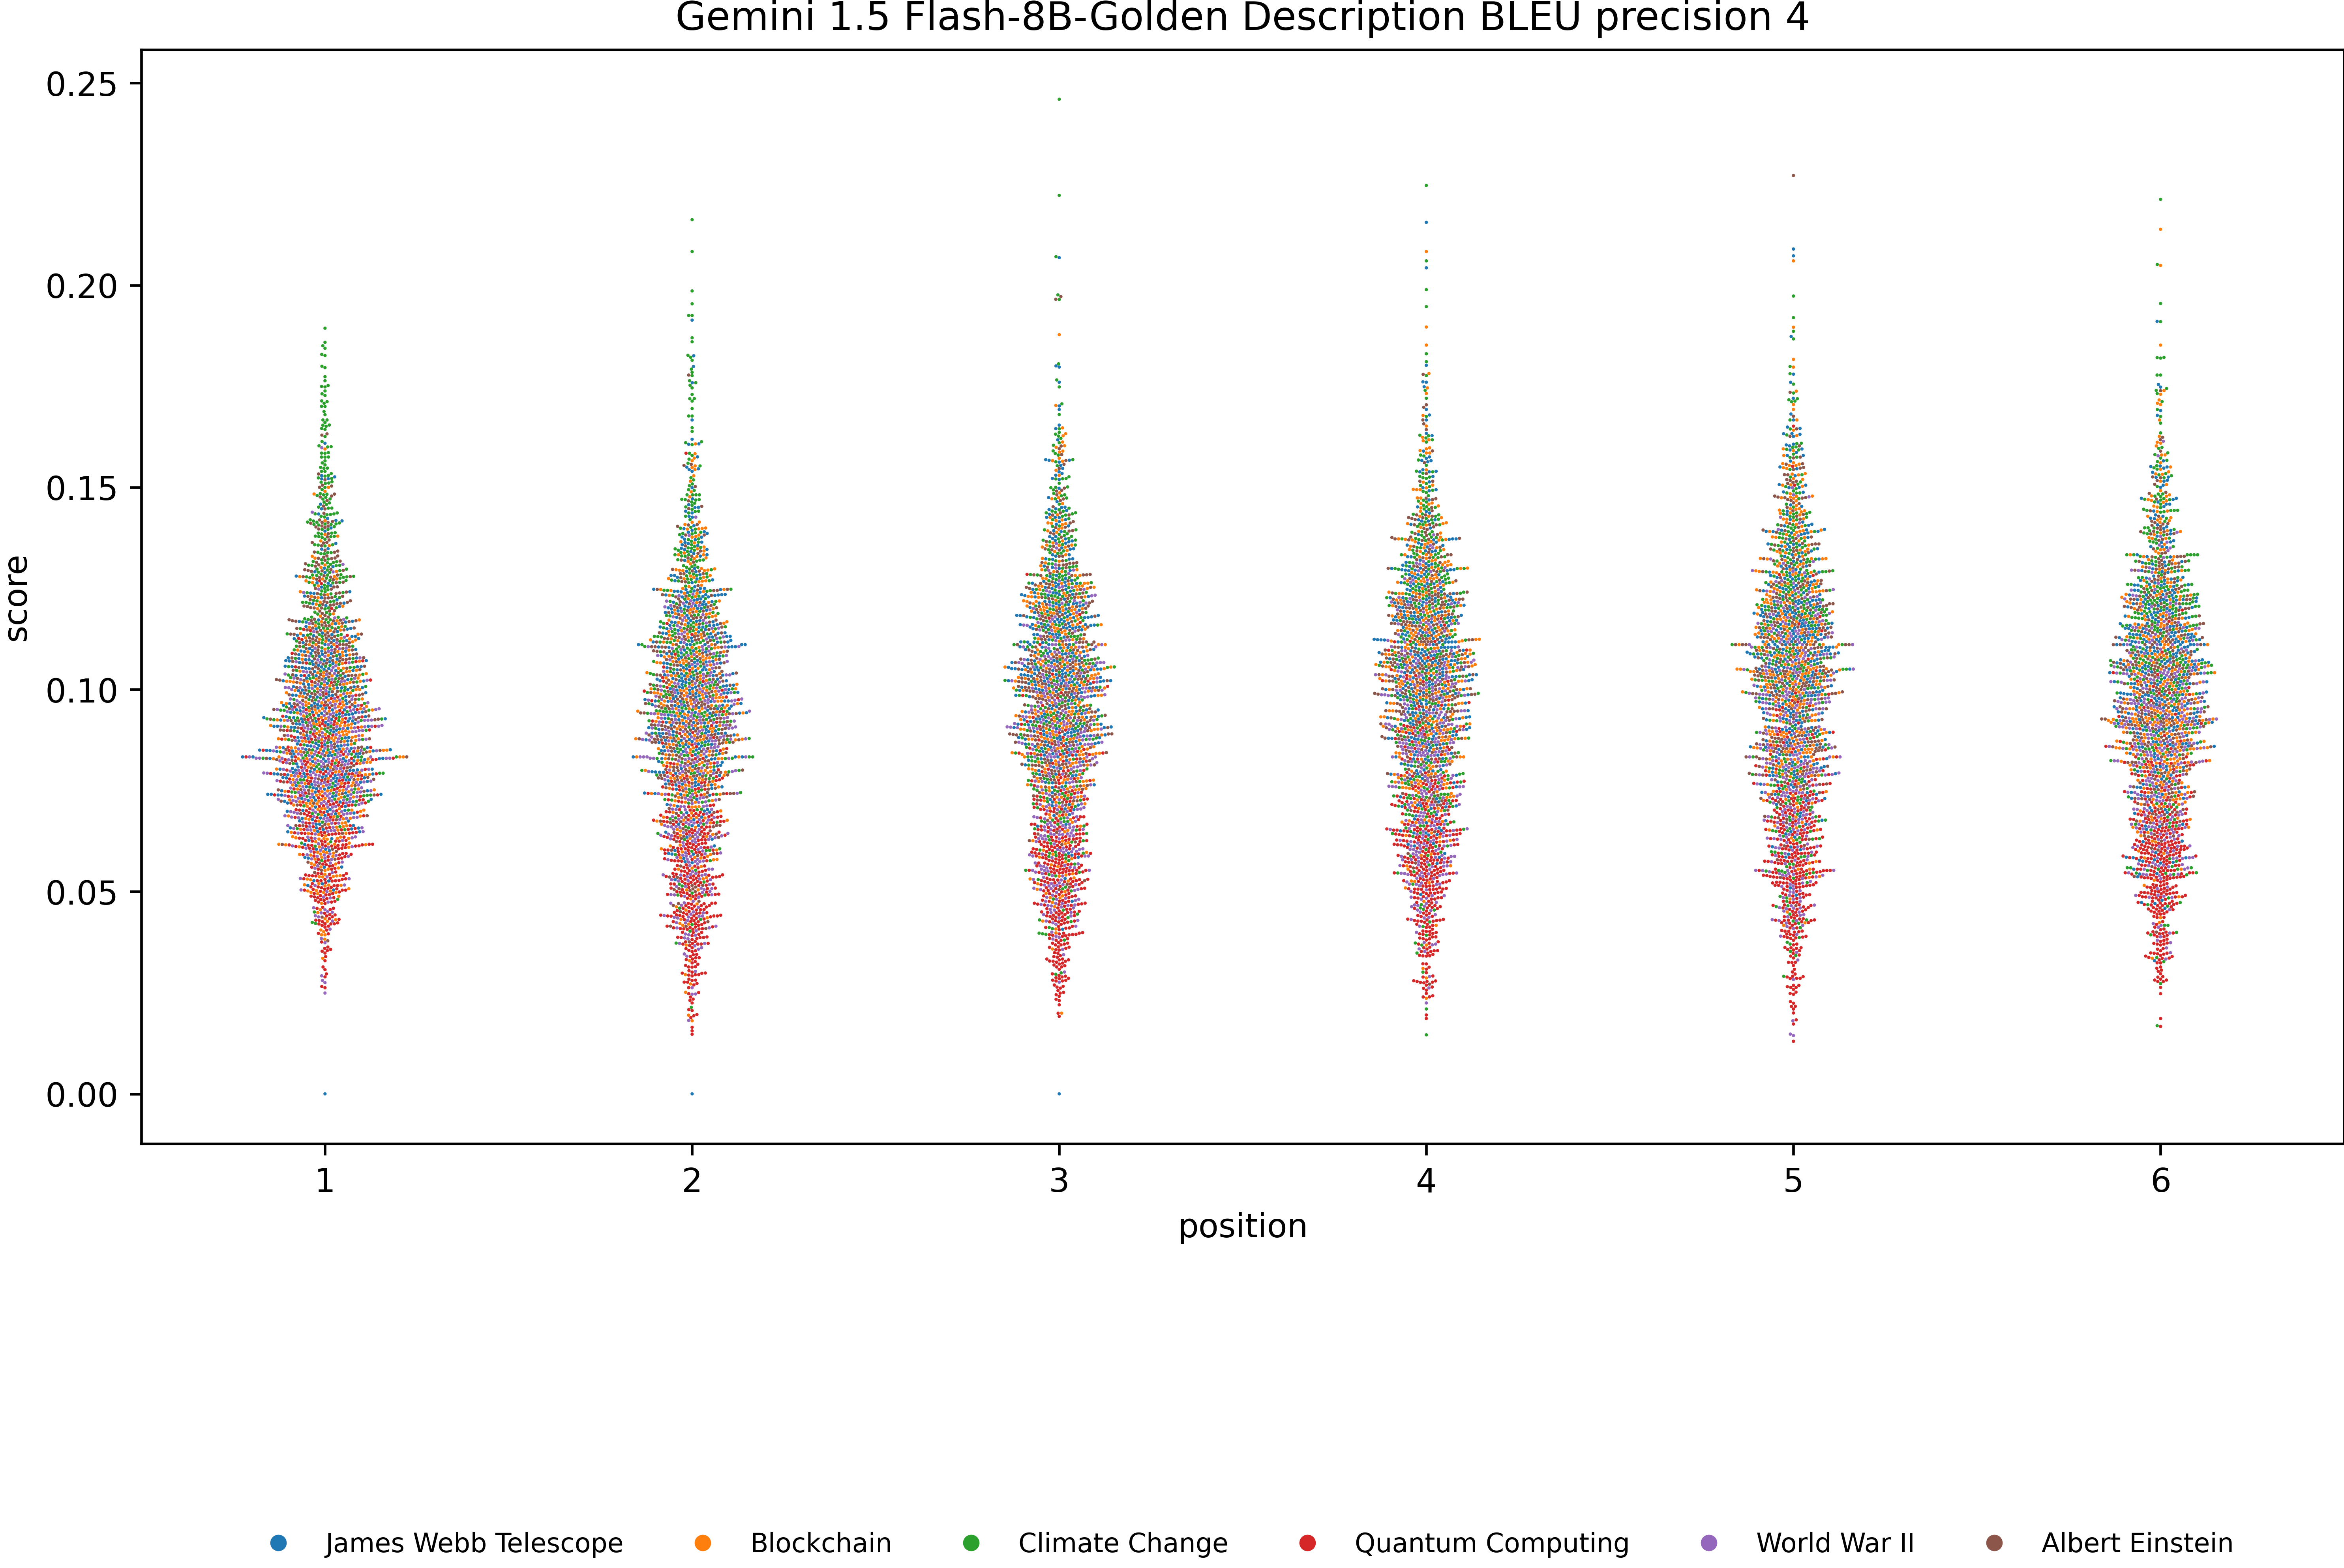 Gemini 1.5 Flash-8B-Golden Description BLEU precision 4
0.25
0.20
0.15
0.10
0.05
0.00
score
1 2 3 4 5 6
position
James Webb Telescope Blockchain Climate Change Quantum Computing World War II Albert Einstein